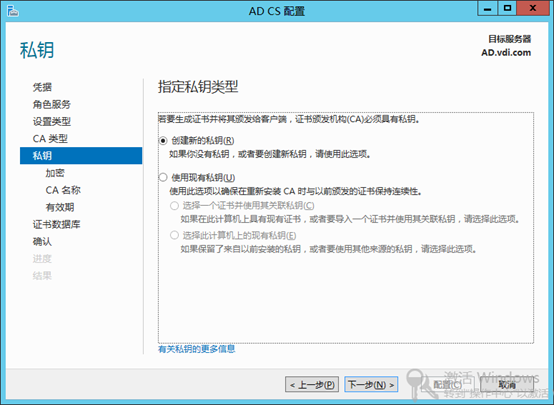 AD CS 配置
目标服务器
AD.vdi.com
私钥
凭据
角色服务
设置类型
CA 类型
私钥
加密
CA 名称
有效期
证书数据库
确认
进度
结果
指定私钥类型
若要生成证书并将其颁发给客户端，证书颁发机构(CA)必须具有私钥。
创建新的私钥(R)
如果你没有私钥，或者要创建新私钥，请使用此选项。
使用现有私钥(U)
使用此选项以确保在重新安装 CA 时与以前颁发的证书保持连续性。
选择一个证书并使用其关联私钥(C)
如果在此计算机上具有现有证书，或者要导入一个证书并使用其关联私钥，请选择此选项。
选择此计算机上的现有私钥(E)
如果保留了来自以前安装的私钥，或者要使用其他来源的私钥，请选择此选项。
有关私钥的更多信息
< 上一步(P)
下一步(N) >
配置(C)
取消
激活 Windows
转到"操作中心"以激活